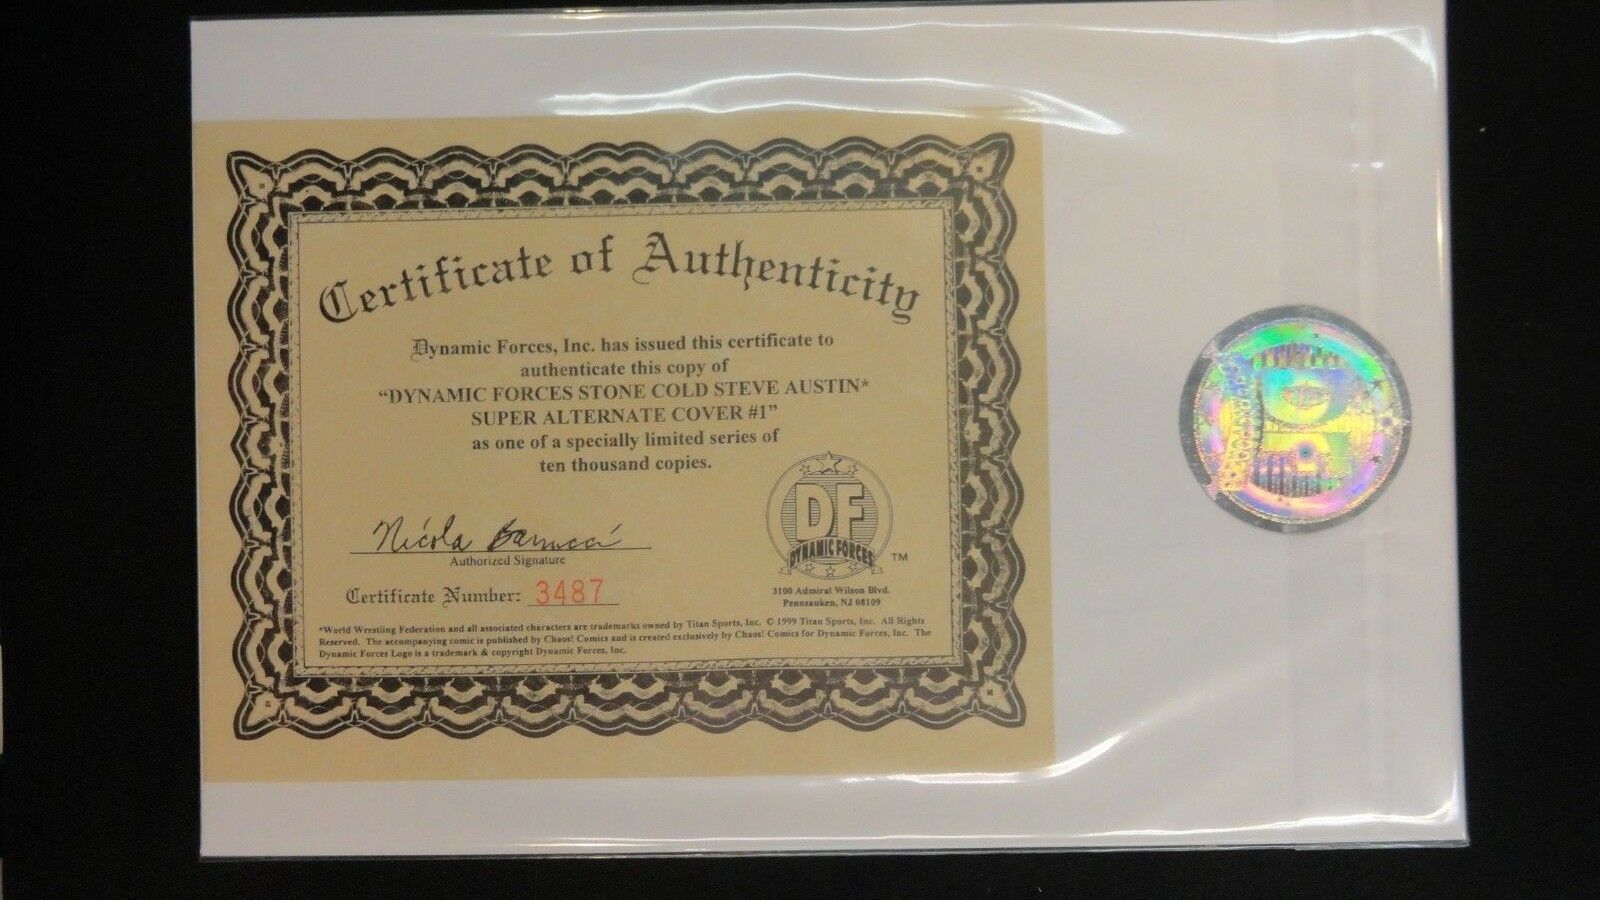 Certificate of Authenticity
Dynamic Forces, Inc. has issued this certificate to
authenticate this copy of
“DYNAMIC FORCES STONE COLD STEVE AUSTIN*
SUPER ALTERNATE COVER #1”
as one of a specially limited series of
ten thousand copies.
Nicola Barrucci
Authorized Signature
Certificate Number: 3487
DF
DYNAMIC FORCES
TM
3100 Admiral Wilson Blvd.
Pennsauken, NJ 08109
*World Wrestling Federation and all associated characters are trademarks owned by Titan Sports, Inc. © 1999 Titan Sports, Inc. All Rights
Reserved. The accompanying comic is published by Chaos! Comics and is created exclusively by Chaos! Comics for Dynamic Forces, Inc. The
Dynamic Forces Logo is a trademark & copyright Dynamic Forces, Inc.
DF